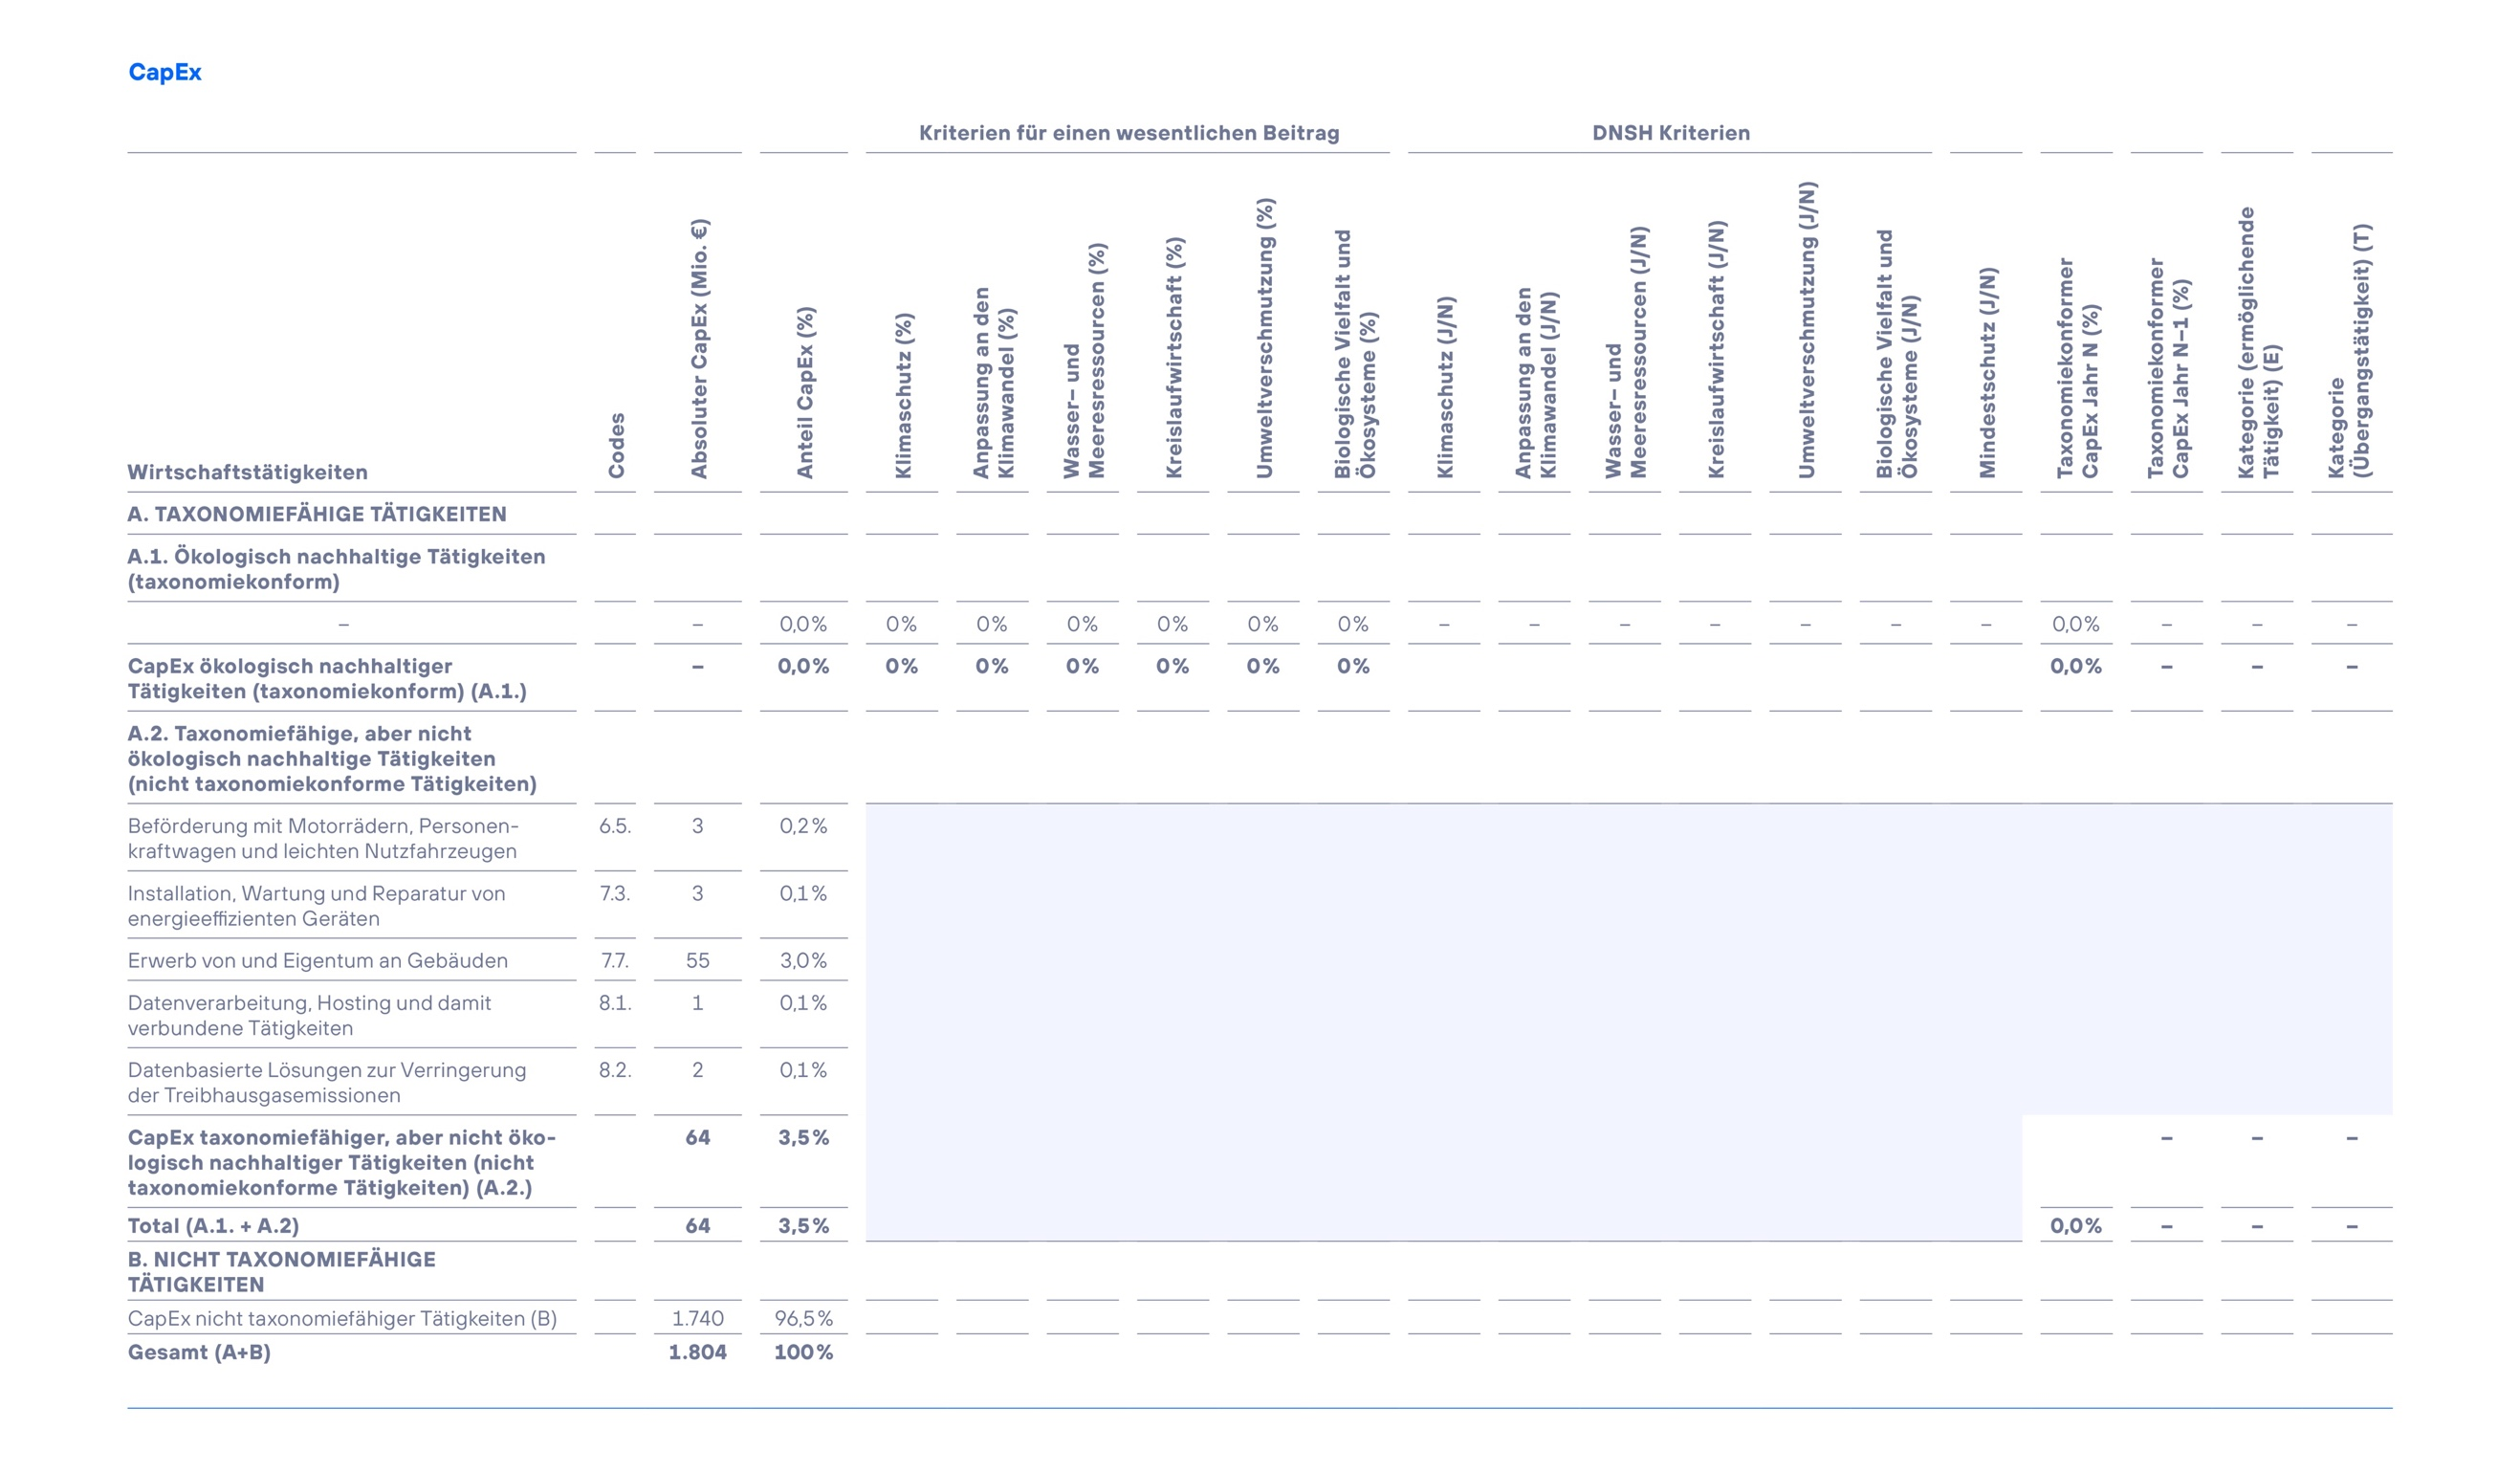 CapEx
Kriterien für einen wesentlichen Beitrag
DNSH Kriterien
Wirtschaftstätigkeiten
Codes
Absoluter CapEx (Mio. €)
Anteil CapEx (%)
Klimaschutz (%)
Anpassung an den
Klimawandel (%)
Wasser– und
Meeresressourcen (%)
Kreislaufwirtschaft (%)
Umweltverschmutzung (%)
Biologische Vielfalt und
Ökosysteme (%)
Klimaschutz (J/N)
Anpassung an den
Klimawandel (J/N)
Wasser– und
Meeresressourcen (J/N)
Kreislaufwirtschaft (J/N)
Umweltverschmutzung (J/N)
Biologische Vielfalt und
Ökosysteme (J/N)
Mindestschutz (J/N)
Taxonomiekonformer
CapEx Jahr N (%)
Taxonomiekonformer
CapEx Jahr N–1 (%)
Kategorie (ermöglichende
Tätigkeit) (E)
Kategorie
(Übergangstätigkeit) (T)
A. TAXONOMIEFÄHIGE TÄTIGKEITEN
A.1. Ökologisch nachhaltige Tätigkeiten
(taxonomiekonform)
– – 0,0% 0% 0% 0% 0% 0% 0% – – – – – – – 0,0% – – –
CapEx ökologisch nachhaltiger – 0,0% 0% 0% 0% 0% 0% 0% 0,0% – – –
Tätigkeiten (taxonomiekonform) (A.1.)
A.2. Taxonomiefähige, aber nicht
ökologisch nachhaltige Tätigkeiten
(nicht taxonomiekonforme Tätigkeiten)
Beförderung mit Motorrädern, Personen- 6.5. 3 0,2%
kraftwagen und leichten Nutzfahrzeugen
Installation, Wartung und Reparatur von 7.3. 3 0,1%
energieeffizienten Geräten
Erwerb von und Eigentum an Gebäuden 7.7. 55 3,0%
Datenverarbeitung, Hosting und damit 8.1. 1 0,1%
verbundene Tätigkeiten
Datenbasierte Lösungen zur Verringerung 8.2. 2 0,1%
der Treibhausgasemissionen
CapEx taxonomiefähiger, aber nicht öko- 64 3,5% – – –
logisch nachhaltiger Tätigkeiten (nicht
taxonomiekonforme Tätigkeiten) (A.2.)
Total (A.1. + A.2) 64 3,5% 0,0% – – –
B. NICHT TAXONOMIEFÄHIGE
TÄTIGKEITEN
CapEx nicht taxonomiefähiger Tätigkeiten (B) 1.740 96,5%
Gesamt (A+B) 1.804 100%